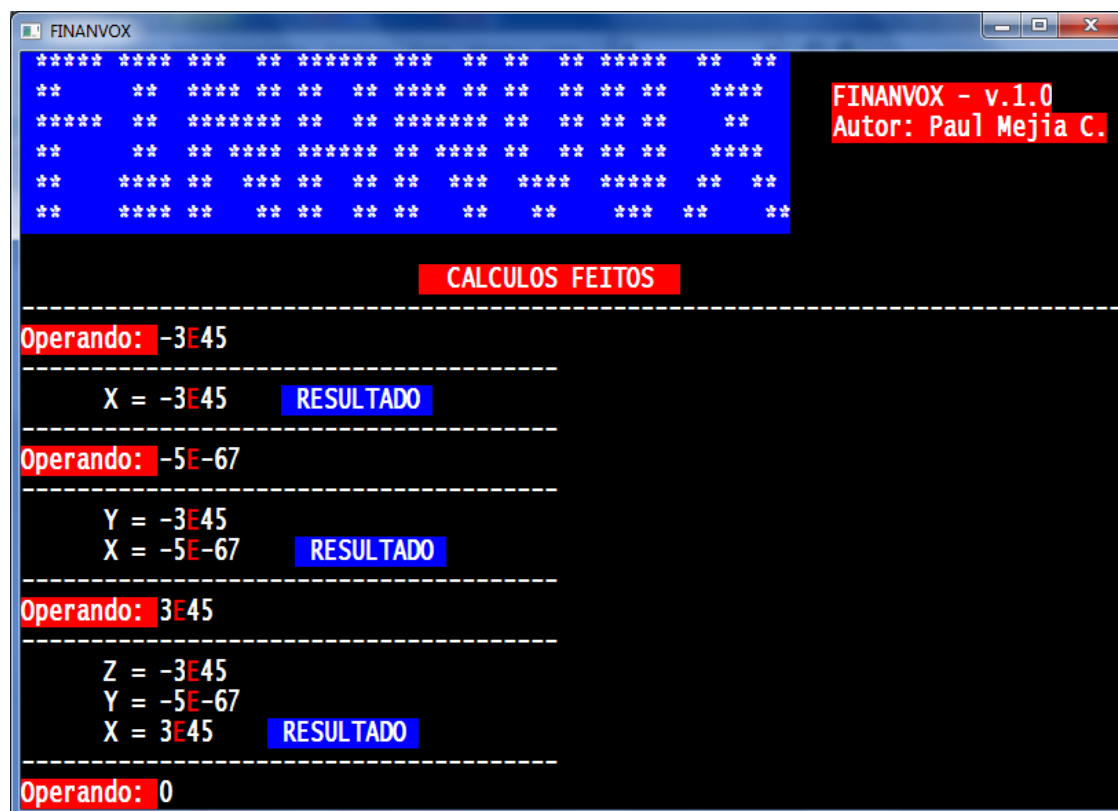 FINANVOX
***** **** *** ** ****** *** ** ** ** ***** ** **
** ** **** ** ** ** **** ** ** ** ** ** ****
***** ** ******* ** ** ******* ** ** ** ** **
** ** ** **** ****** ** **** ** ** ** ** ****
** **** ** *** ** ** ** *** **** ***** ** **
** **** ** ** ** ** ** ** ** *** ** **
FINANVOX - v.1.0
Autor: Paul Mejia C.
CALCULOS FEITOS
--------------------------------------------------------------------------------
Operando: -3E45
---------------------------------------
X = -3E45 RESULTADO
---------------------------------------
Operando: -5E-67
---------------------------------------
Y = -3E45
X = -5E-67 RESULTADO
---------------------------------------
Operando: 3E45
---------------------------------------
Z = -3E45
Y = -5E-67
X = 3E45 RESULTADO
---------------------------------------
Operando: 0